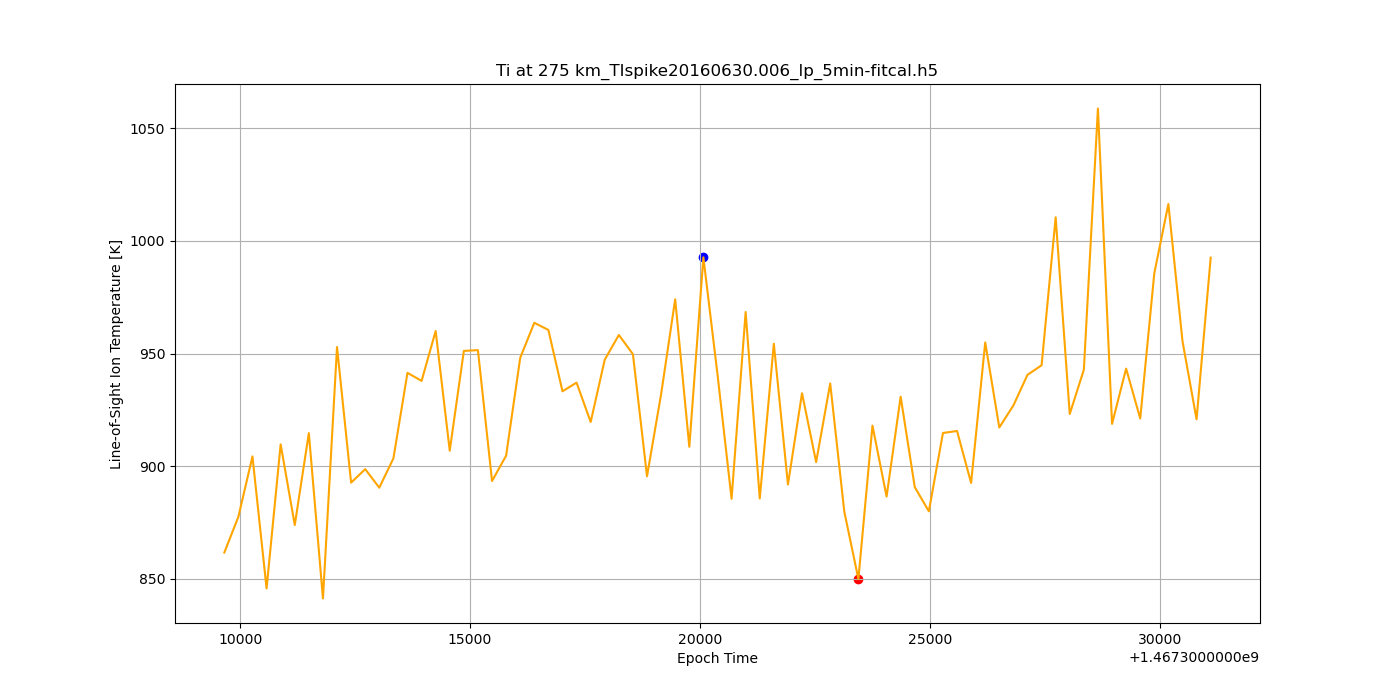 Ti at 275 km_TIspike20160630.006_lp_5min-fitcal.h5
Line-of-Sight Ion Temperature [K]
1050
1000
950
900
850
10000 15000 20000 25000 30000
Epoch Time
+1.4673000000e9